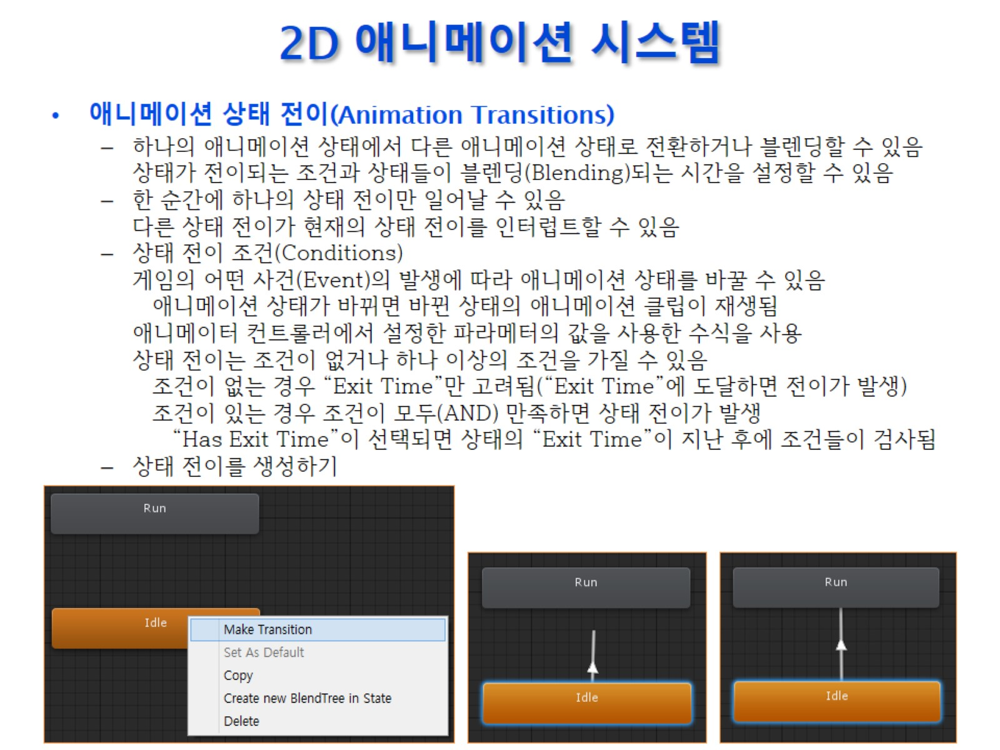 2D 애니메이션 시스템
• 애니메이션 상태 전이(Animation Transitions)
– 하나의 애니메이션 상태에서 다른 애니메이션 상태로 전환하거나 블렌딩할 수 있음
상태가 전이되는 조건과 상태들이 블렌딩(Blending)되는 시간을 설정할 수 있음
– 한 순간에 하나의 상태 전이만 일어날 수 있음
다른 상태 전이가 현재의 상태 전이를 인터럽트할 수 있음
– 상태 전이 조건(Conditions)
게임의 어떤 사건(Event)의 발생에 따라 애니메이션 상태를 바꿀 수 있음
애니메이션 상태가 바뀌면 바뀐 상태의 애니메이션 클립이 재생됨
애니메이터 컨트롤러에서 설정한 파라메터의 값을 사용한 수식을 사용
상태 전이는 조건이 없거나 하나 이상의 조건을 가질 수 있음
조건이 없는 경우 “Exit Time”만 고려됨(“Exit Time”에 도달하면 전이가 발생)
조건이 있는 경우 조건이 모두(AND) 만족하면 상태 전이가 발생
“Has Exit Time”이 선택되면 상태의 “Exit Time”이 지난 후에 조건들이 검사됨
– 상태 전이를 생성하기
Run
Idle
Make Transition
Set As Default
Copy
Create new BlendTree in State
Delete
Run
Idle
Run
Idle